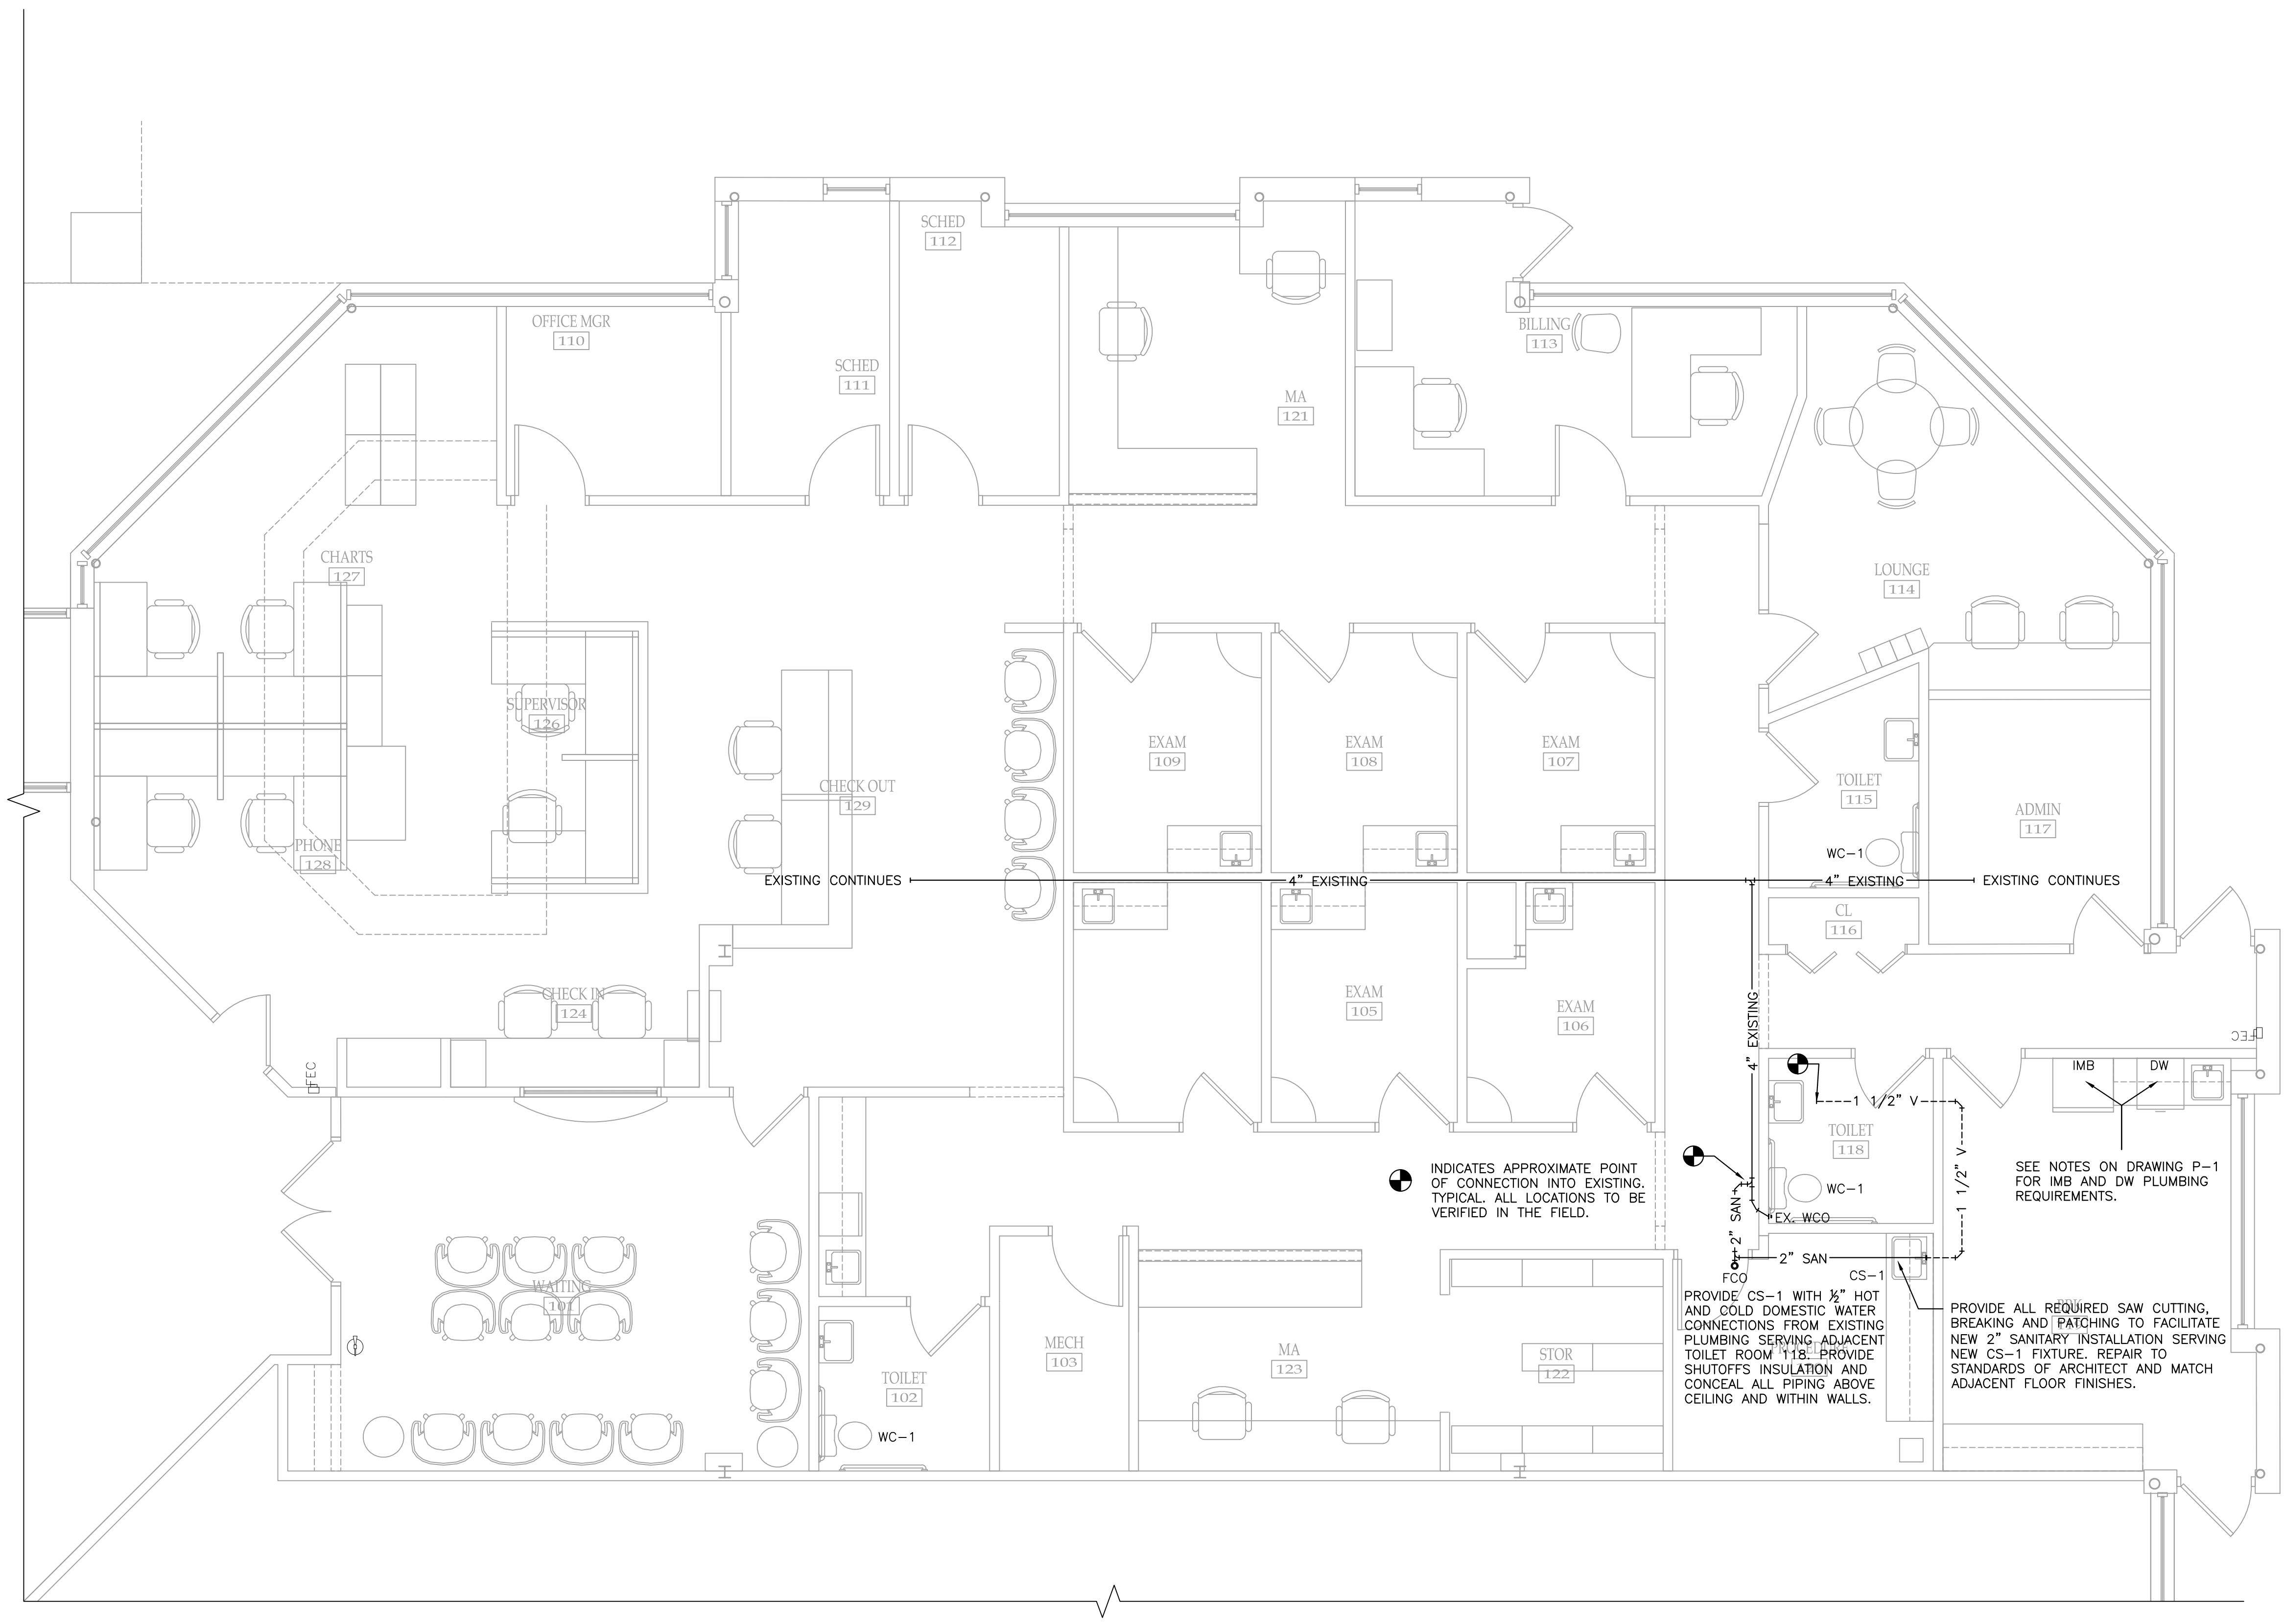 SCHED
112
OFFICE MGR
110
BILLING
113
SCHED
111
MA
121
CHARTS
127
LOUNGE
114
SUPERVISOR
126
EXAM
109
EXAM
108
EXAM
107
TOILET
115
CHECK OUT
129
ADMIN
117
PHONE
128
WC-1
EXISTING CONTINUES
4" EXISTING
4" EXISTING
EXISTING CONTINUES
CL
116
CHECK IN
124
EXAM
105
EXAM
106
4" EXISTING
FEC
FEC
IMB
DW
1 1/2" V
TOILET
118
1 1/2" V
INDICATES APPROXIMATE POINT
OF CONNECTION INTO EXISTING.
TYPICAL. ALL LOCATIONS TO BE
VERIFIED IN THE FIELD.
WC-1
SEE NOTES ON DRAWING P-1
FOR IMB AND DW PLUMBING
REQUIREMENTS.
2" SAN
EX. WCO
2" SAN
FCO
CS-1
WAITING
101
PROVIDE CS-1 WITH ½" HOT
AND COLD DOMESTIC WATER
CONNECTIONS FROM EXISTING
PLUMBING SERVING ADJACENT
TOILET ROOM 118. PROVIDE
SHUTOFFS INSULATION AND
CONCEAL ALL PIPING ABOVE
CEILING AND WITHIN WALLS.
PROVIDE ALL REQUIRED SAW CUTTING,
BREAKING AND PATCHING TO FACILITATE
NEW 2" SANITARY INSTALLATION SERVING
NEW CS-1 FIXTURE. REPAIR TO
STANDARDS OF ARCHITECT AND MATCH
ADJACENT FLOOR FINISHES.
MECH
103
MA
123
STOR
122
TOILET
102
WC-1